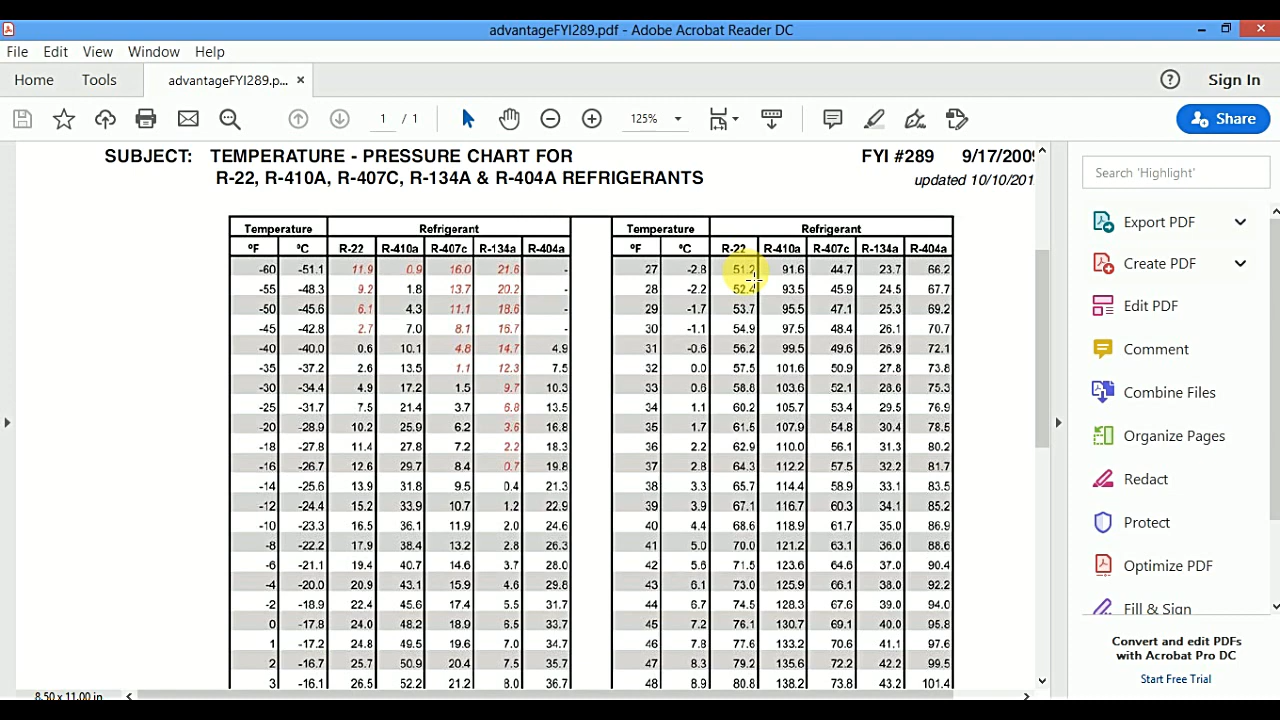 advantageFYI289.pdf - Adobe Acrobat Reader DC
File Edit View Window Help
Home Tools advantageFYI289.p... × Sign In
1 / 1 125% Share
SUBJECT: TEMPERATURE - PRESSURE CHART FOR FYI #289 9/17/2009
R-22, R-410A, R-407C, R-134A & R-404A REFRIGERANTS updated 10/10/201
Temperature Refrigerant Temperature Refrigerant
ºF ºC R-22 R-410a R-407c R-134a R-404a ºF ºC R-22 R-410a R-407c R-134a R-404a
-60 -51.1 11.9 0.9 16.0 21.6 - 27 -2.8 51.2 91.6 44.7 23.7 66.2
-55 -48.3 9.2 1.8 13.7 20.2 - 28 -2.2 52.4 93.5 45.9 24.5 67.7
-50 -45.6 6.1 4.3 11.1 18.6 - 29 -1.7 53.7 95.5 47.1 25.3 69.2
-45 -42.8 2.7 7.0 8.1 16.7 - 30 -1.1 54.9 97.5 48.4 26.1 70.7
-40 -40.0 0.6 10.1 4.8 14.7 4.9 31 -0.6 56.2 99.5 49.6 26.9 72.1
-35 -37.2 2.6 13.5 1.1 12.3 7.5 32 0.0 57.5 101.6 50.9 27.8 73.8
-30 -34.4 4.9 17.2 1.5 9.7 10.3 33 0.6 58.8 103.6 52.1 28.6 75.3
-25 -31.7 7.5 21.4 3.7 6.8 13.5 34 1.1 60.2 105.7 53.4 29.5 76.9
-20 -28.9 10.2 25.9 6.2 3.6 16.8 35 1.7 61.5 107.9 54.8 30.4 78.5
-18 -27.8 11.4 27.8 7.2 2.2 18.3 36 2.2 62.9 110.0 56.1 31.3 80.2
-16 -26.7 12.6 29.7 8.4 0.7 19.8 37 2.8 64.3 112.2 57.5 32.2 81.7
-14 -25.6 13.9 31.8 9.5 0.4 21.3 38 3.3 65.7 114.4 58.9 33.1 83.5
-12 -24.4 15.2 33.9 10.7 1.2 22.9 39 3.9 67.1 116.7 60.3 34.1 85.2
-10 -23.3 16.5 36.1 11.9 2.0 24.6 40 4.4 68.6 118.9 61.7 35.0 86.9
-8 -22.2 17.9 38.4 13.2 2.8 26.3 41 5.0 70.0 121.2 63.1 36.0 88.6
-6 -21.1 19.4 40.7 14.6 3.7 28.0 42 5.6 71.5 123.6 64.6 37.0 90.4
-4 -20.0 20.9 43.1 15.9 4.6 29.8 43 6.1 73.0 125.9 66.1 38.0 92.2
-2 -18.9 22.4 45.6 17.4 5.5 31.7 44 6.7 74.5 128.3 67.6 39.0 94.0
0 -17.8 24.0 48.2 18.9 6.5 33.7 45 7.2 76.1 130.7 69.1 40.0 95.8
1 -17.2 24.8 49.5 19.6 7.0 34.7 46 7.8 77.6 133.2 70.6 41.1 97.6
2 -16.7 25.7 50.9 20.4 7.5 35.7 47 8.3 79.2 135.6 72.2 42.2 99.5
3 -16.1 26.5 52.2 21.2 8.0 36.7 48 8.9 80.8 138.2 73.8 43.2 101.4
8.50 x 11.00 in
Search 'Highlight'
Export PDF
Create PDF
Edit PDF
Comment
Combine Files
Organize Pages
Redact
Protect
Optimize PDF
Fill & Sign
Convert and edit PDFs
with Acrobat Pro DC
Start Free Trial